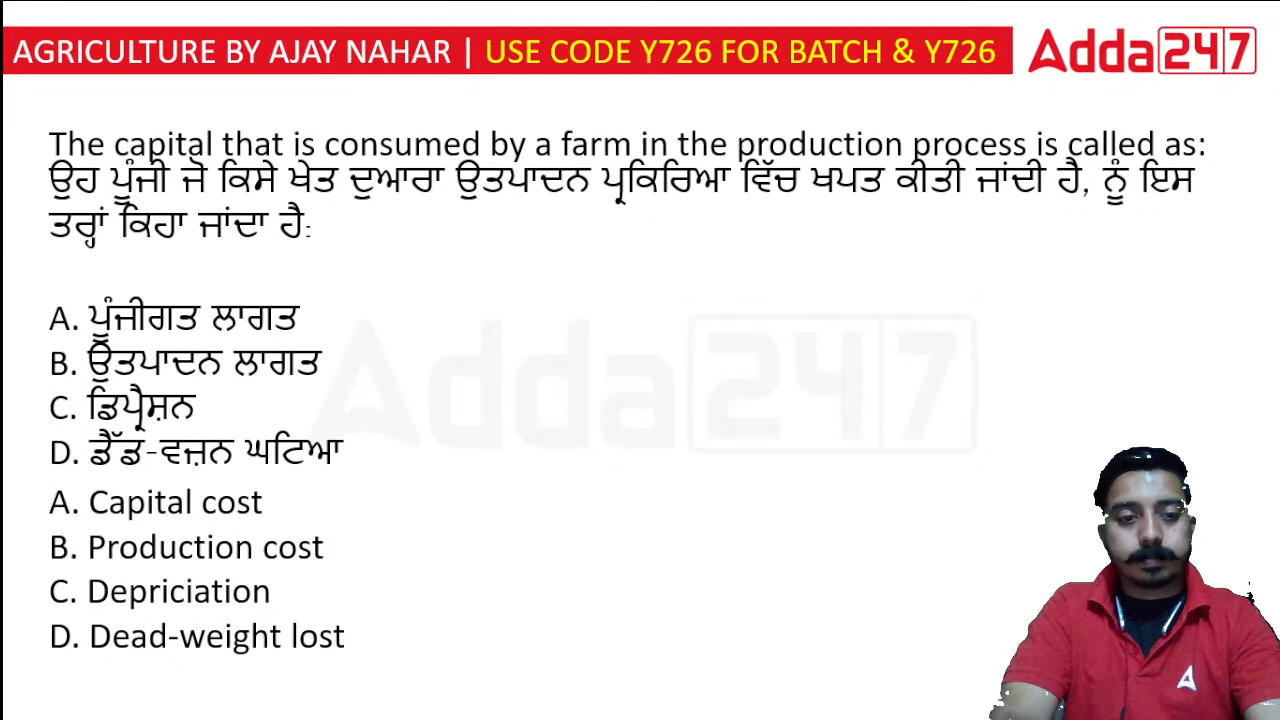 AGRICULTURE BY AJAY NAHAR | USE CODE Y726 FOR BATCH & Y726
Adda247
The capital that is consumed by a farm in the production process is called as:
ਉਹ ਪੂੰਜੀ ਜੋ ਕਿਸੇ ਖੇਤ ਦੁਆਰਾ ਉਤਪਾਦਨ ਪ੍ਰਕਿਰਿਆ ਵਿੱਚ ਖਪਤ ਕੀਤੀ ਜਾਂਦੀ ਹੈ, ਨੂੰ ਇਸ
ਤਰ੍ਹਾਂ ਕਿਹਾ ਜਾਂਦਾ ਹੈ:
A. ਪੂੰਜੀਗਤ ਲਾਗਤ
B. ਉਤਪਾਦਨ ਲਾਗਤ
C. ਡਿਪ੍ਰੈਸ਼ਨ
D. ਡੈੱਡ-ਵਜ਼ਨ ਘਟਿਆ
A. Capital cost
B. Production cost
C. Depriciation
D. Dead-weight lost
Adda247